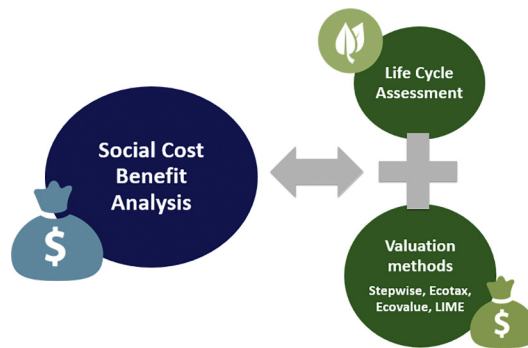 Social Cost
Benefit
Analysis
$
Life Cycle
Assessment
Valuation
methods
Stepwise, Ecotax,
Ecovalue, LIME
$